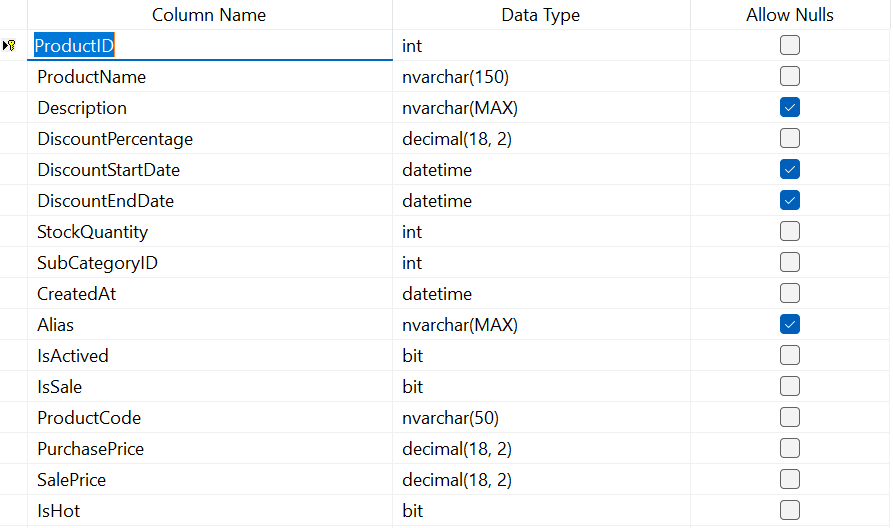 Column Name Data Type Allow Nulls
ProductID int
ProductName nvarchar(150)
Description nvarchar(MAX)
DiscountPercentage decimal(18, 2)
DiscountStartDate datetime
DiscountEndDate datetime
StockQuantity int
SubCategoryID int
CreatedAt datetime
Alias nvarchar(MAX)
IsActived bit
IsSale bit
ProductCode nvarchar(50)
PurchasePrice decimal(18, 2)
SalePrice decimal(18, 2)
IsHot bit